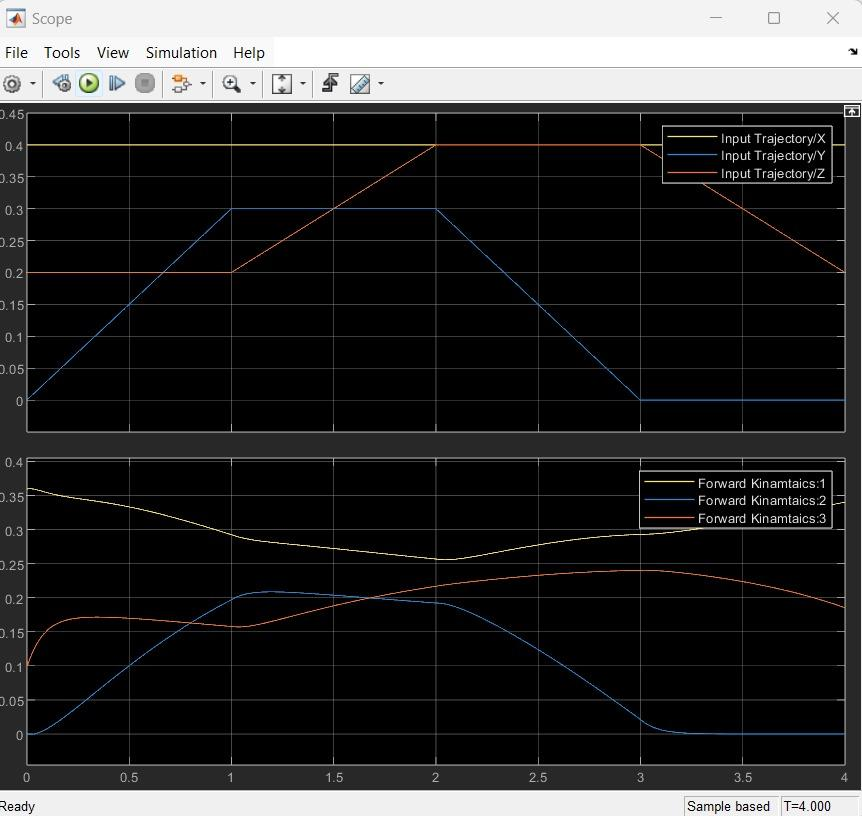 Scope
File Tools View Simulation Help
0.45
0.4
0.35
0.3
0.25
0.2
0.15
0.1
0.05
0
Input Trajectory/X
Input Trajectory/Y
Input Trajectory/Z
0.4
0.35
0.3
0.25
0.2
0.15
0.1
0.05
0
Forward Kinamtaics:1
Forward Kinamtaics:2
Forward Kinamtaics:3
0 0.5 1 1.5 2 2.5 3 3.5 4
Ready Sample based T=4.000